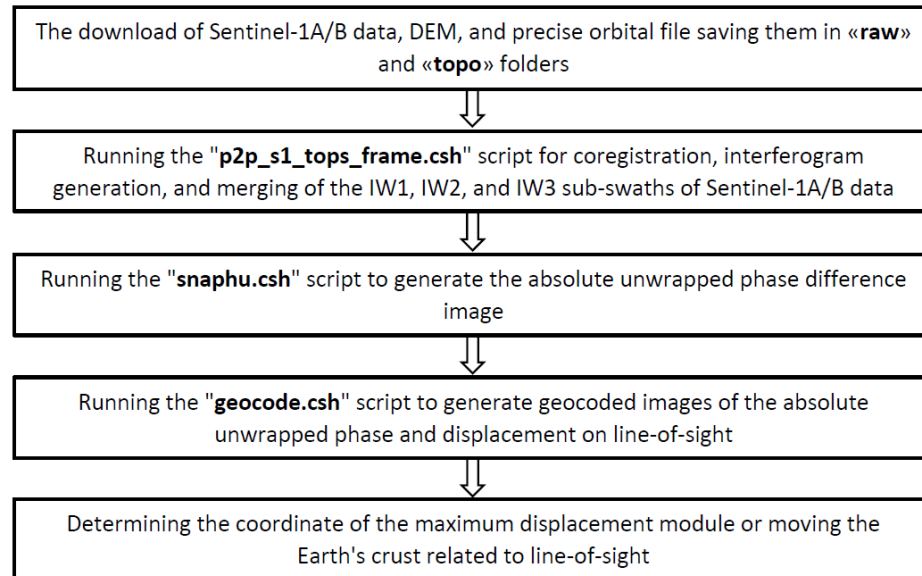 The download of Sentinel-1A/B data, DEM, and precise orbital file saving them in «raw»
and «topo» folders
Running the "p2p_s1_tops_frame.csh" script for coregistration, interferogram
generation, and merging of the IW1, IW2, and IW3 sub-swaths of Sentinel-1A/B data
Running the "snaphu.csh" script to generate the absolute unwrapped phase difference
image
Running the "geocode.csh" script to generate geocoded images of the absolute
unwrapped phase and displacement on line-of-sight
Determining the coordinate of the maximum displacement module or moving the
Earth's crust related to line-of-sight